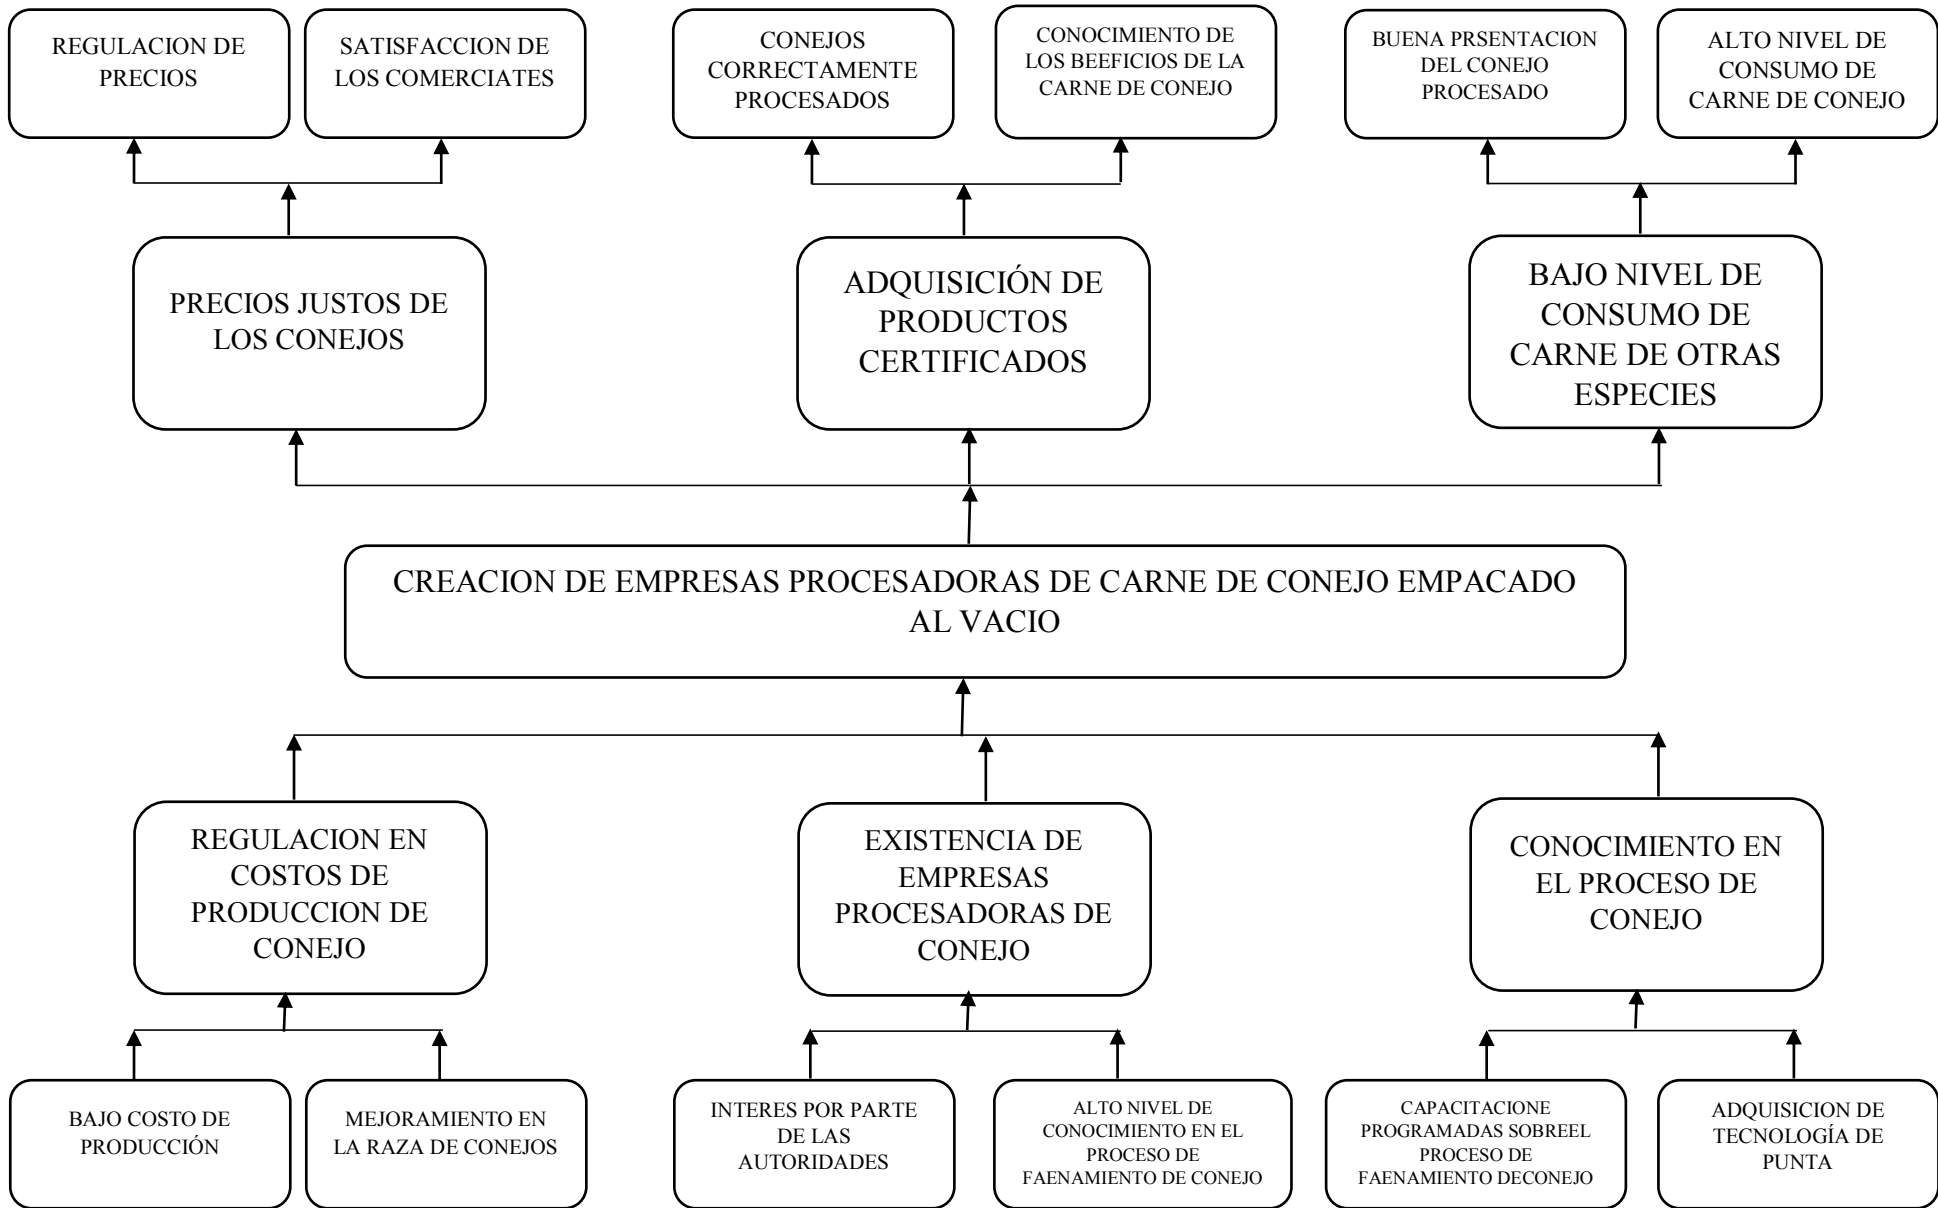 REGULACION DE
PRECIOS
SATISFACCION DE
LOS COMERCIATES
CONEJOS
CORRECTAMENTE
PROCESADOS
CONOCIMIENTO DE
LOS BEEFICIOS DE LA
CARNE DE CONEJO
BUENA PRSENTACION
DEL CONEJO
PROCESADO
ALTO NIVEL DE
CONSUMO DE
CARNE DE CONEJO
PRECIOS JUSTOS DE
LOS CONEJOS
ADQUISICIÓN DE
PRODUCTOS
CERTIFICADOS
BAJO NIVEL DE
CONSUMO DE
CARNE DE OTRAS
ESPECIES
CREACION DE EMPRESAS PROCESADORAS DE CARNE DE CONEJO EMPACADO
AL VACIO
REGULACION EN
COSTOS DE
PRODUCCION DE
CONEJO
EXISTENCIA DE
EMPRESAS
PROCESADORAS DE
CONEJO
CONOCIMIENTO EN
EL PROCESO DE
CONEJO
BAJO COSTO DE
PRODUCCIÓN
MEJORAMIENTO EN
LA RAZA DE CONEJOS
INTERES POR PARTE
DE LAS
AUTORIDADES
ALTO NIVEL DE
CONOCIMIENTO EN EL
PROCESO DE
FAENAMIENTO DE CONEJO
CAPACITACIONE
PROGRAMADAS SOBREEL
PROCESO DE
FAENAMIENTO DECONEJO
ADQUISICION DE
TECNOLOGÍA DE
PUNTA